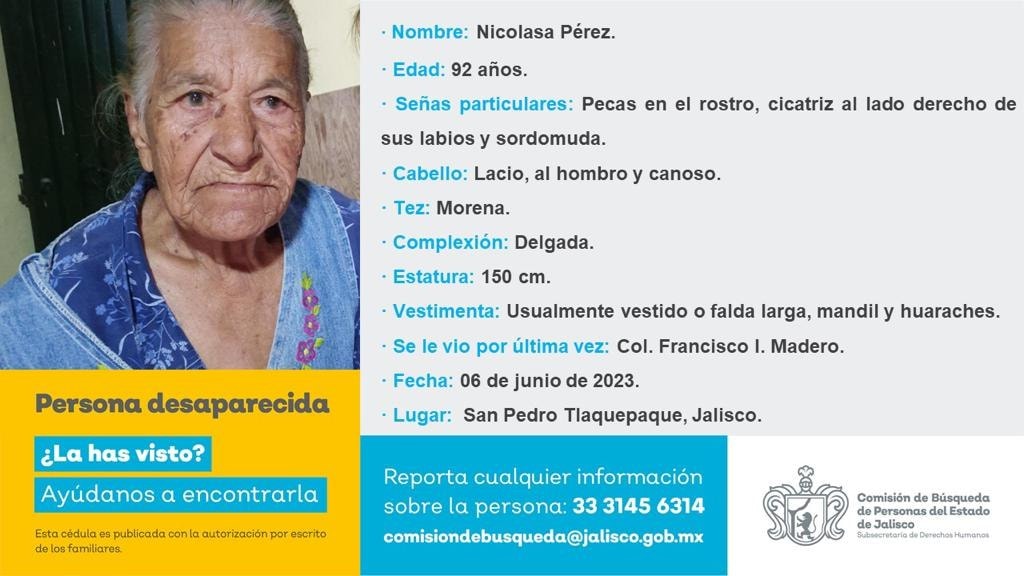 · Nombre: Nicolasa Pérez.
· Edad: 92 años.
· Señas particulares: Pecas en el rostro, cicatriz al lado derecho de
sus labios y sordomuda.
· Cabello: Lacio, al hombro y canoso.
· Tez: Morena.
· Complexión: Delgada.
· Estatura: 150 cm.
· Vestimenta: Usualmente vestido o falda larga, mandil y huaraches.
· Se le vio por última vez: Col. Francisco I. Madero.
· Fecha: 06 de junio de 2023.
· Lugar: San Pedro Tlaquepaque, Jalisco.
Persona desaparecida
¿La has visto?
Ayúdanos a encontrarla
Esta cédula es publicada con la autorización por escrito
de los familiares.
Reporta cualquier información
sobre la persona: 33 3145 6314
comisiondebusqueda@jalisco.gob.mx
Comisión de Búsqueda
de Personas del Estado
de Jalisco
Subsecretaría de Derechos Humanos